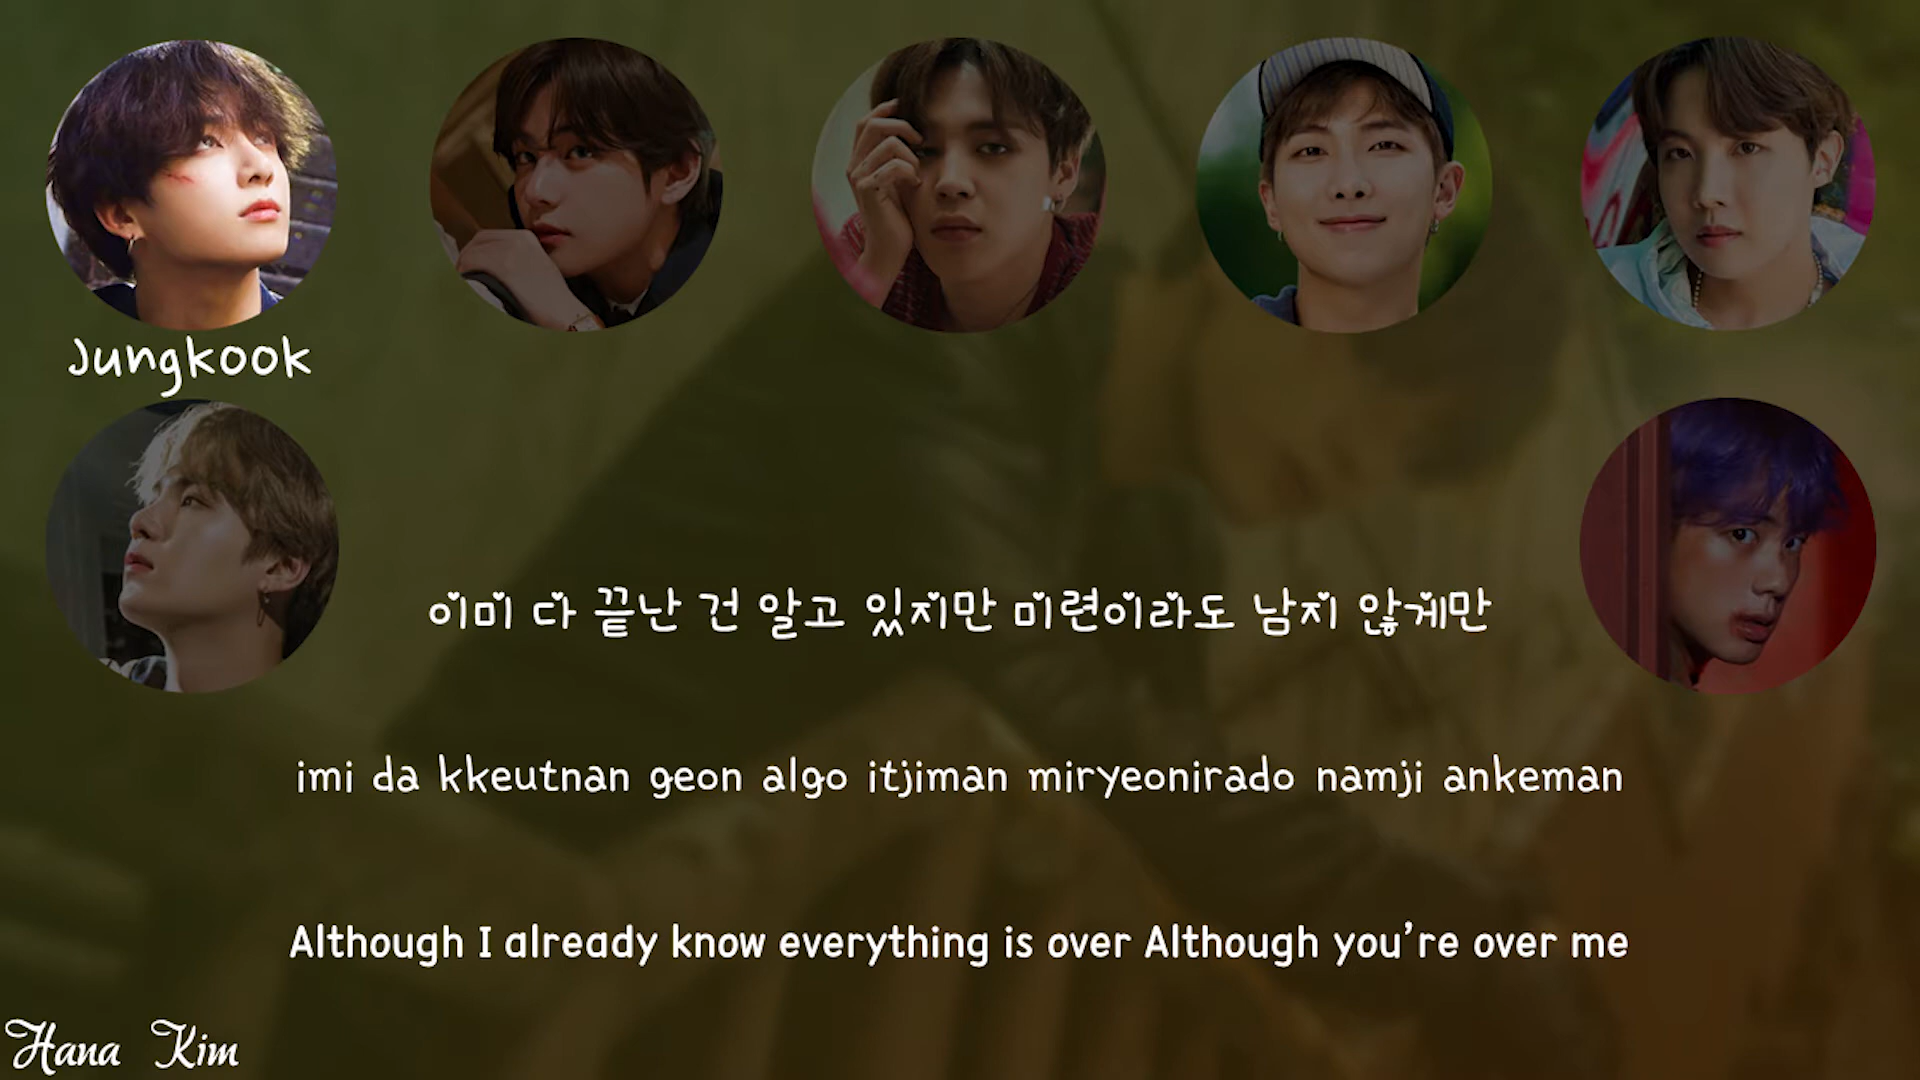 Jungkook
이미 다 끝난 건 알고 있지만 미련이라도 남지 않게만
imi da kkeutnan geon algo itjiman miryeonirado namji ankeman
Although I already know everything is over Although you're over me
Hana Kim